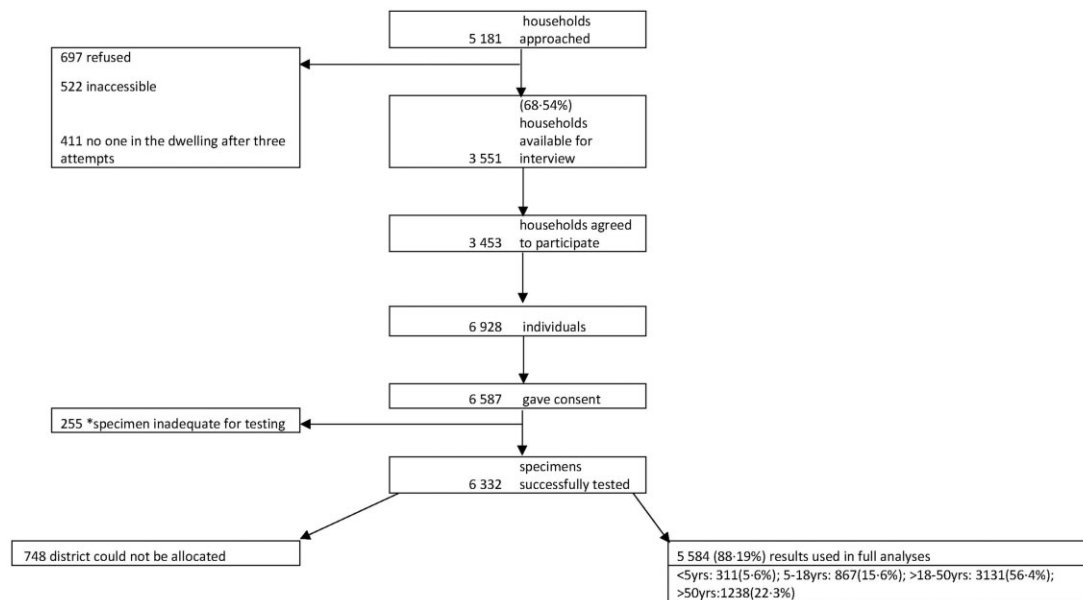 households
approached
5 181
697 refused
522 inaccessible
411 no one in the dwelling after three
attempts
(68·54%)
households
available for
interview
3 551
households agreed
to participate
3 453
6 928 individuals
6 587 gave consent
255 *specimen inadequate for testing
specimens
successfully tested
6 332
748 district could not be allocated
5 584 (88·19%) results used in full analyses
<5yrs: 311(5·6%); 5-18yrs: 867(15·6%); >18-50yrs: 3131(56·4%);
>50yrs:1238(22·3%)